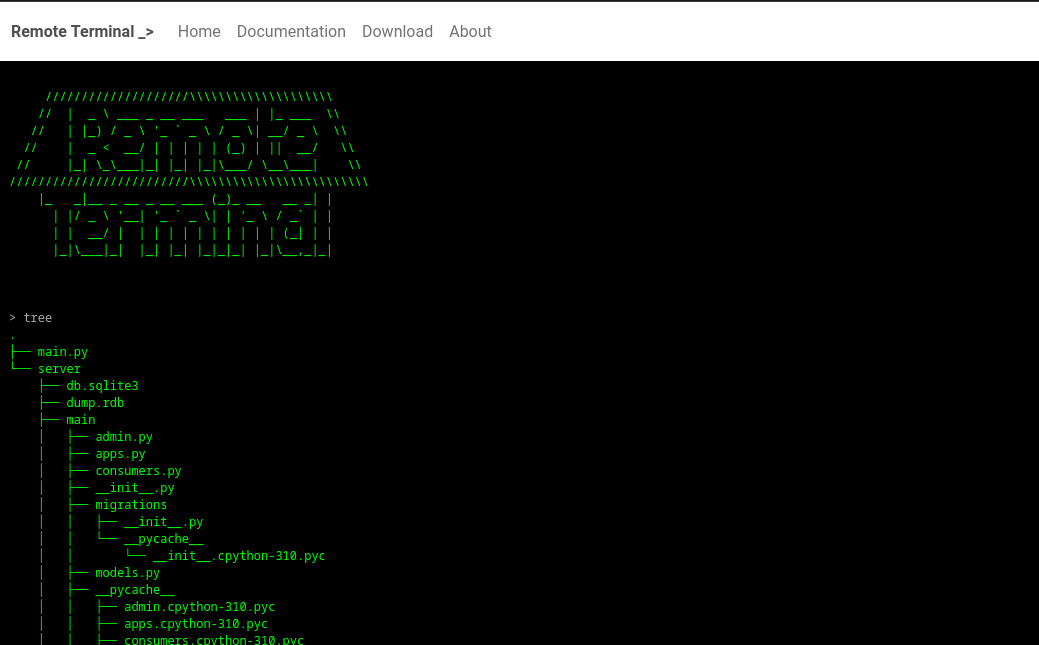 Remote Terminal _> Home Documentation Download About
     ////////////////////\\\\\\\\\\\\\\\\\\\\
    //  |  _ \ ___ _ __ ___   ___ | |_ ___  \\
   //   | |_) / _ \ '_ ` _ \ / _ \| __/ _ \  \\
  //    |  _ <  __/ | | | | | (_) | ||  __/   \\
 //     |_| \_\___|_| |_| |_|\___/ \__\___|    \\
/////////////////////////\\\\\\\\\\\\\\\\\\\\\\\\\
    |_   _|__ _ __ _ __ ___ (_)_ __   __ _| |
      | |/ _ \ '__| '_ ` _ \| | '_ \ / _` | |
      | |  __/ |  | | | | | | | | | | (_| | |
      |_|\___|_|  |_| |_| |_|_|_| |_|\__,_|_|
> tree
.
├── main.py
└── server
    ├── db.sqlite3
    ├── dump.rdb
    ├── main
    │   ├── admin.py
    │   ├── apps.py
    │   ├── consumers.py
    │   ├── __init__.py
    │   ├── migrations
    │   │   ├── __init__.py
    │   │   └── __pycache__
    │   │       └── __init__.cpython-310.pyc
    │   ├── models.py
    │   ├── __pycache__
    │   │   ├── admin.cpython-310.pyc
    │   │   ├── apps.cpython-310.pyc
    │   │   ├── consumers.cpython-310.pyc